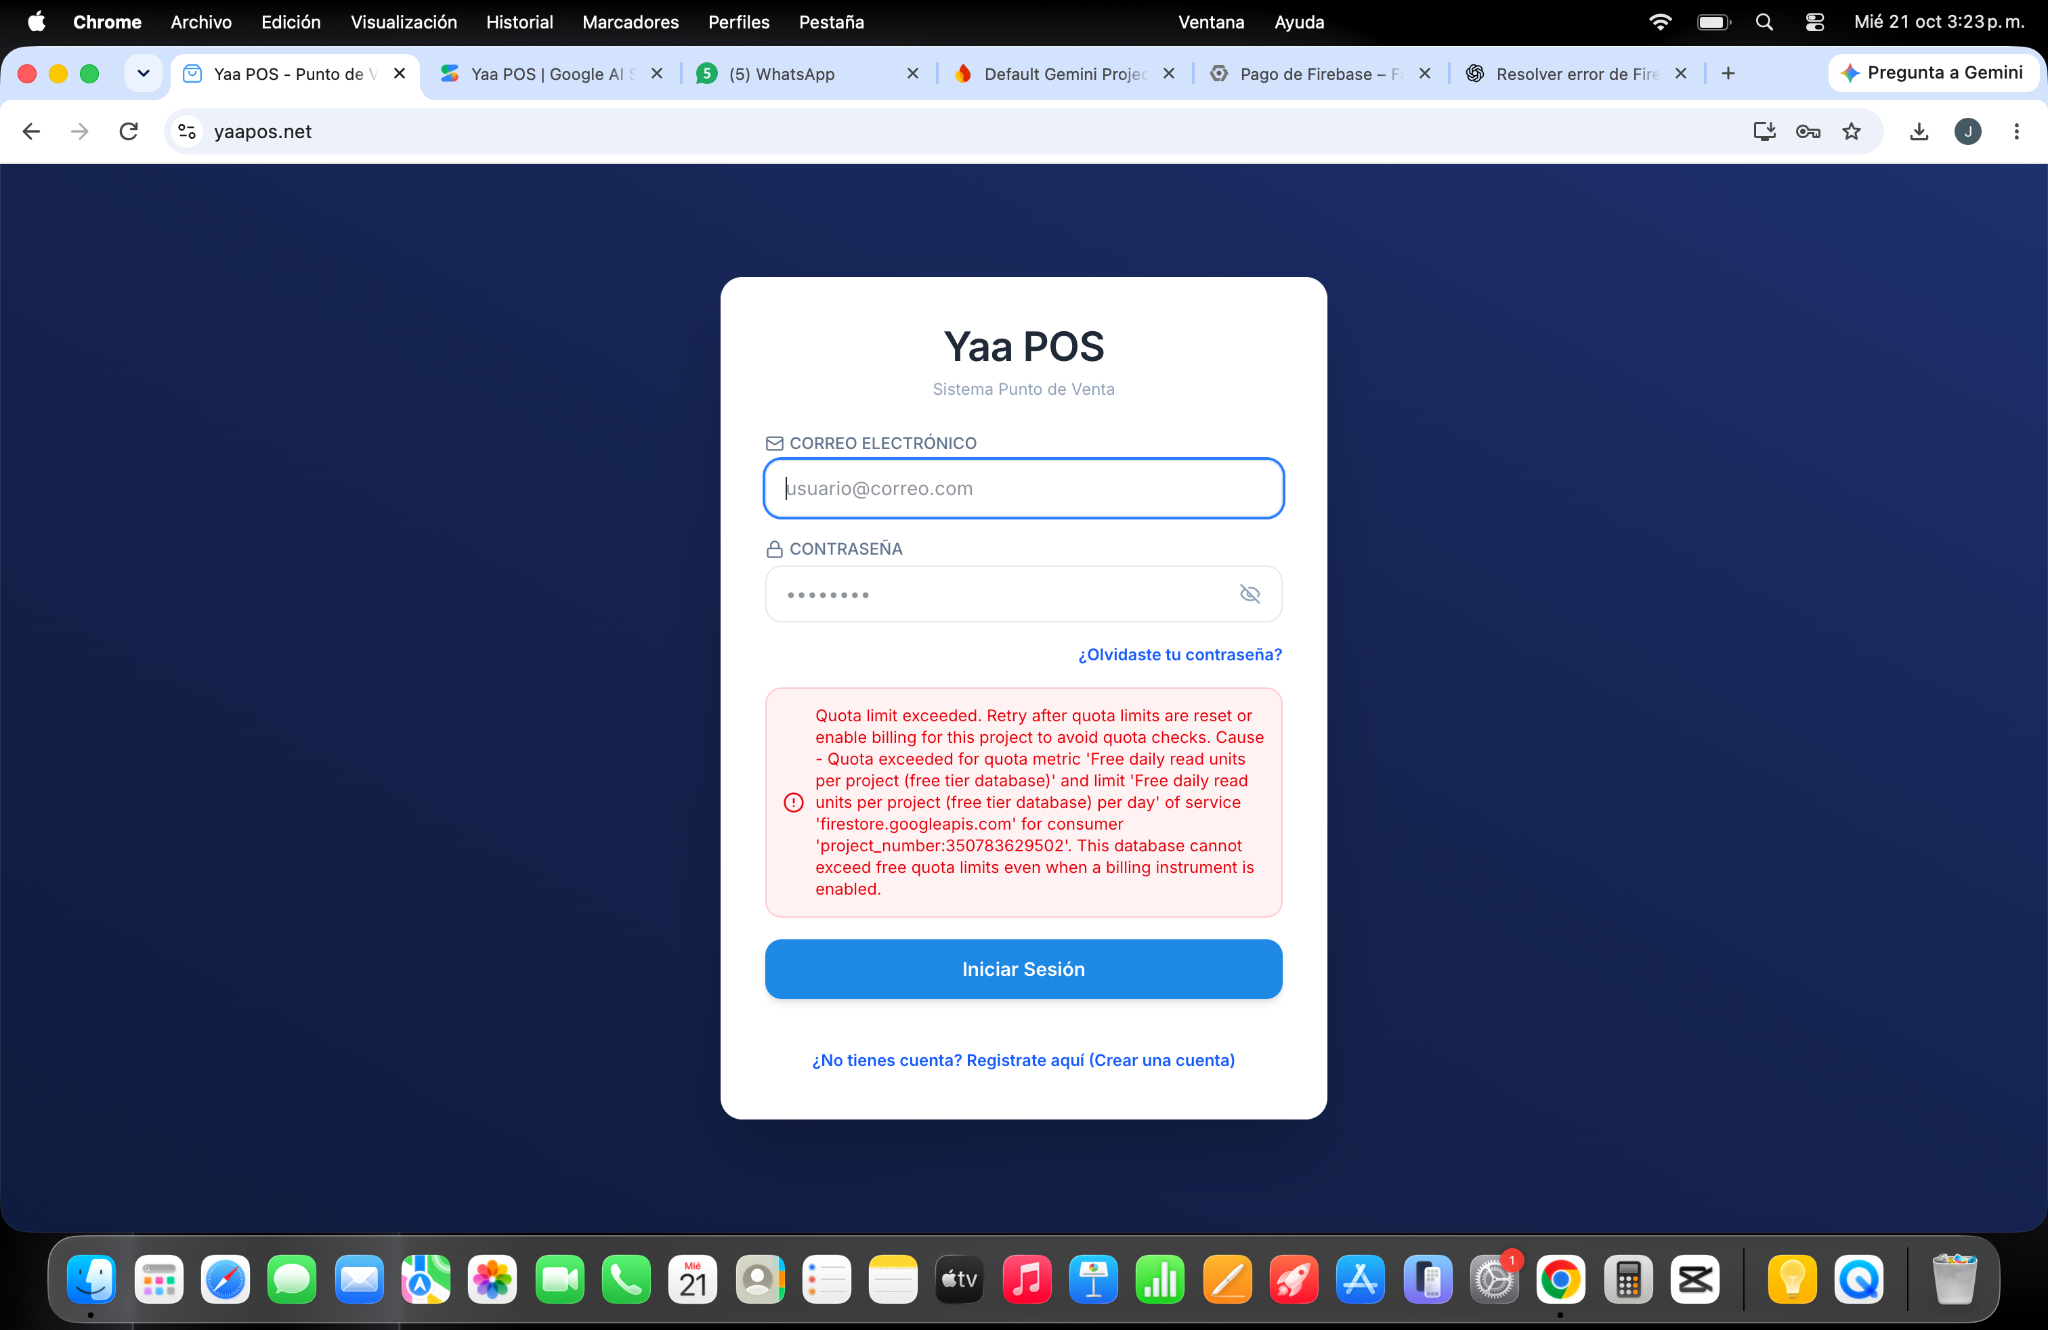 Chrome Archivo Edición Visualización Historial Marcadores Perfiles Pestaña Ventana Ayuda Mié 21 oct 3:23 p. m.
Yaa POS - Punto de V
Yaa POS | Google AI S
5 (5) WhatsApp
Default Gemini Projec
Pago de Firebase – F
Resolver error de Fire
Pregunta a Gemini
yaapos.net
J
Yaa POS
Sistema Punto de Venta
CORREO ELECTRÓNICO
usuario@correo.com
CONTRASEÑA
¿Olvidaste tu contraseña?
Quota limit exceeded. Retry after quota limits are reset or
enable billing for this project to avoid quota checks. Cause
- Quota exceeded for quota metric 'Free daily read units
per project (free tier database)' and limit 'Free daily read
units per project (free tier database) per day' of service
'firestore.googleapis.com' for consumer
'project_number:350783629502'. This database cannot
exceed free quota limits even when a billing instrument is
enabled.
Iniciar Sesión
¿No tienes cuenta? Registrate aquí (Crear una cuenta)
Mié
21
tv
1